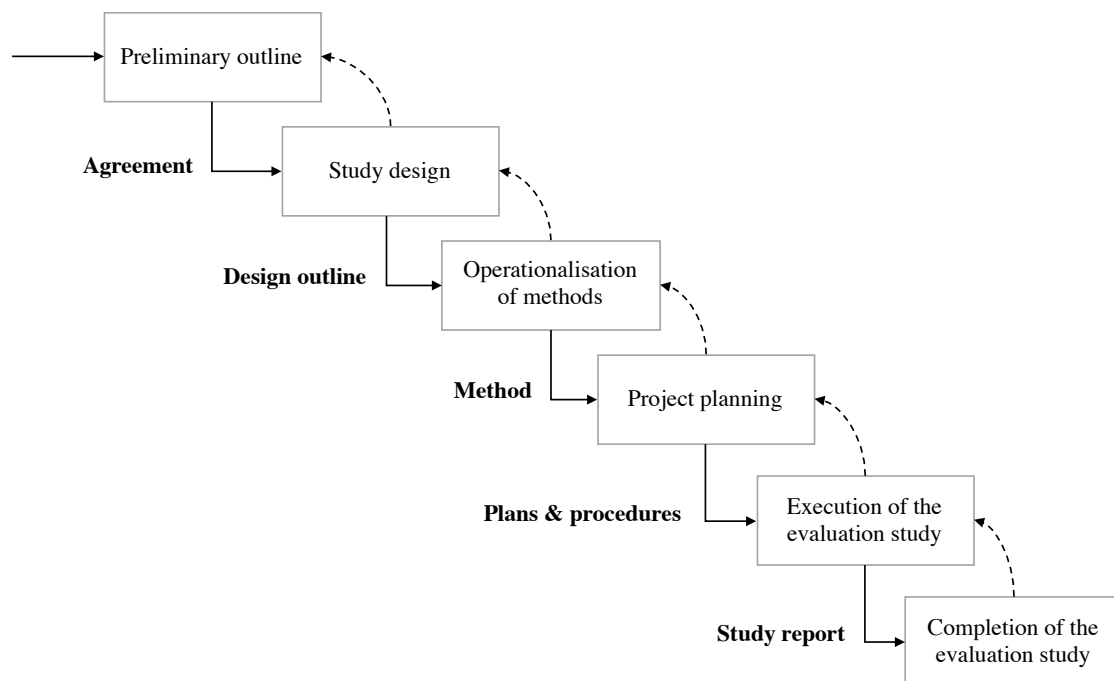 Preliminary outline
Agreement
Study design
Design outline
Operationalisation
of methods
Method
Project planning
Plans & procedures
Execution of the
evaluation study
Study report
Completion of the
evaluation study